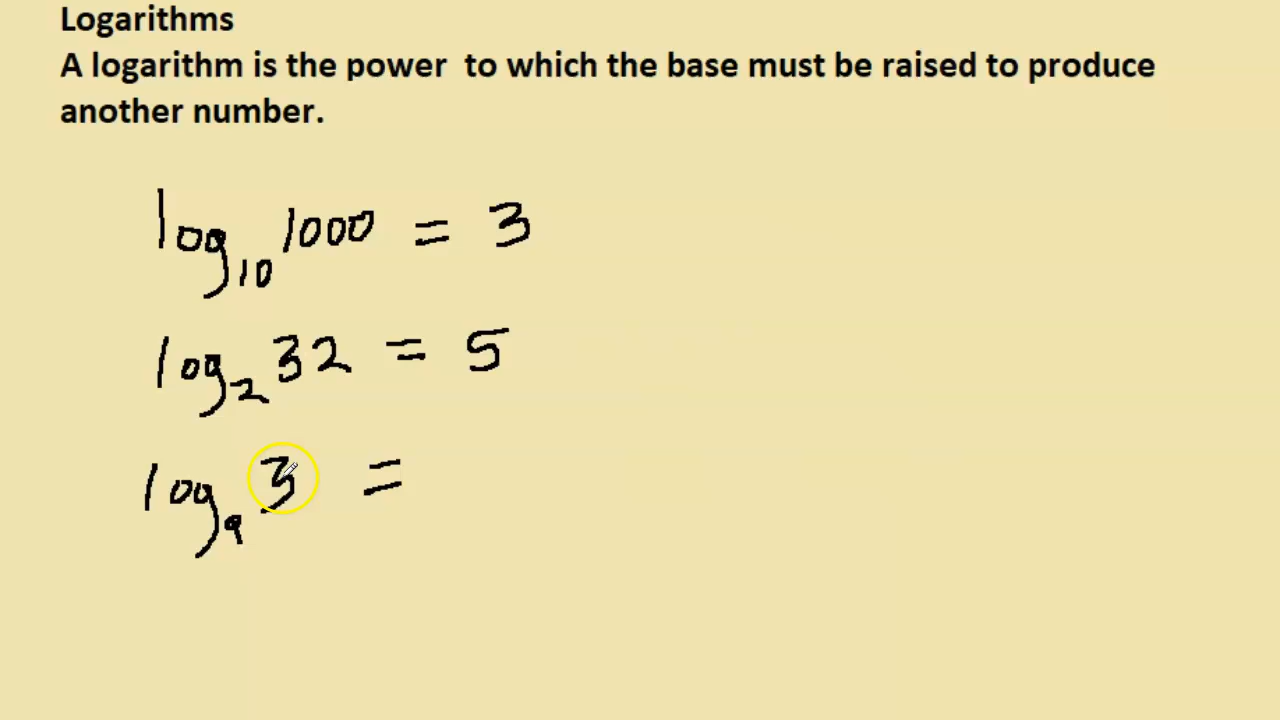 Logarithms
A logarithm is the power to which the base must be raised to produce
another number.
log₁₀ 1000 = 3
log₂ 32 = 5
log₉ 3 =